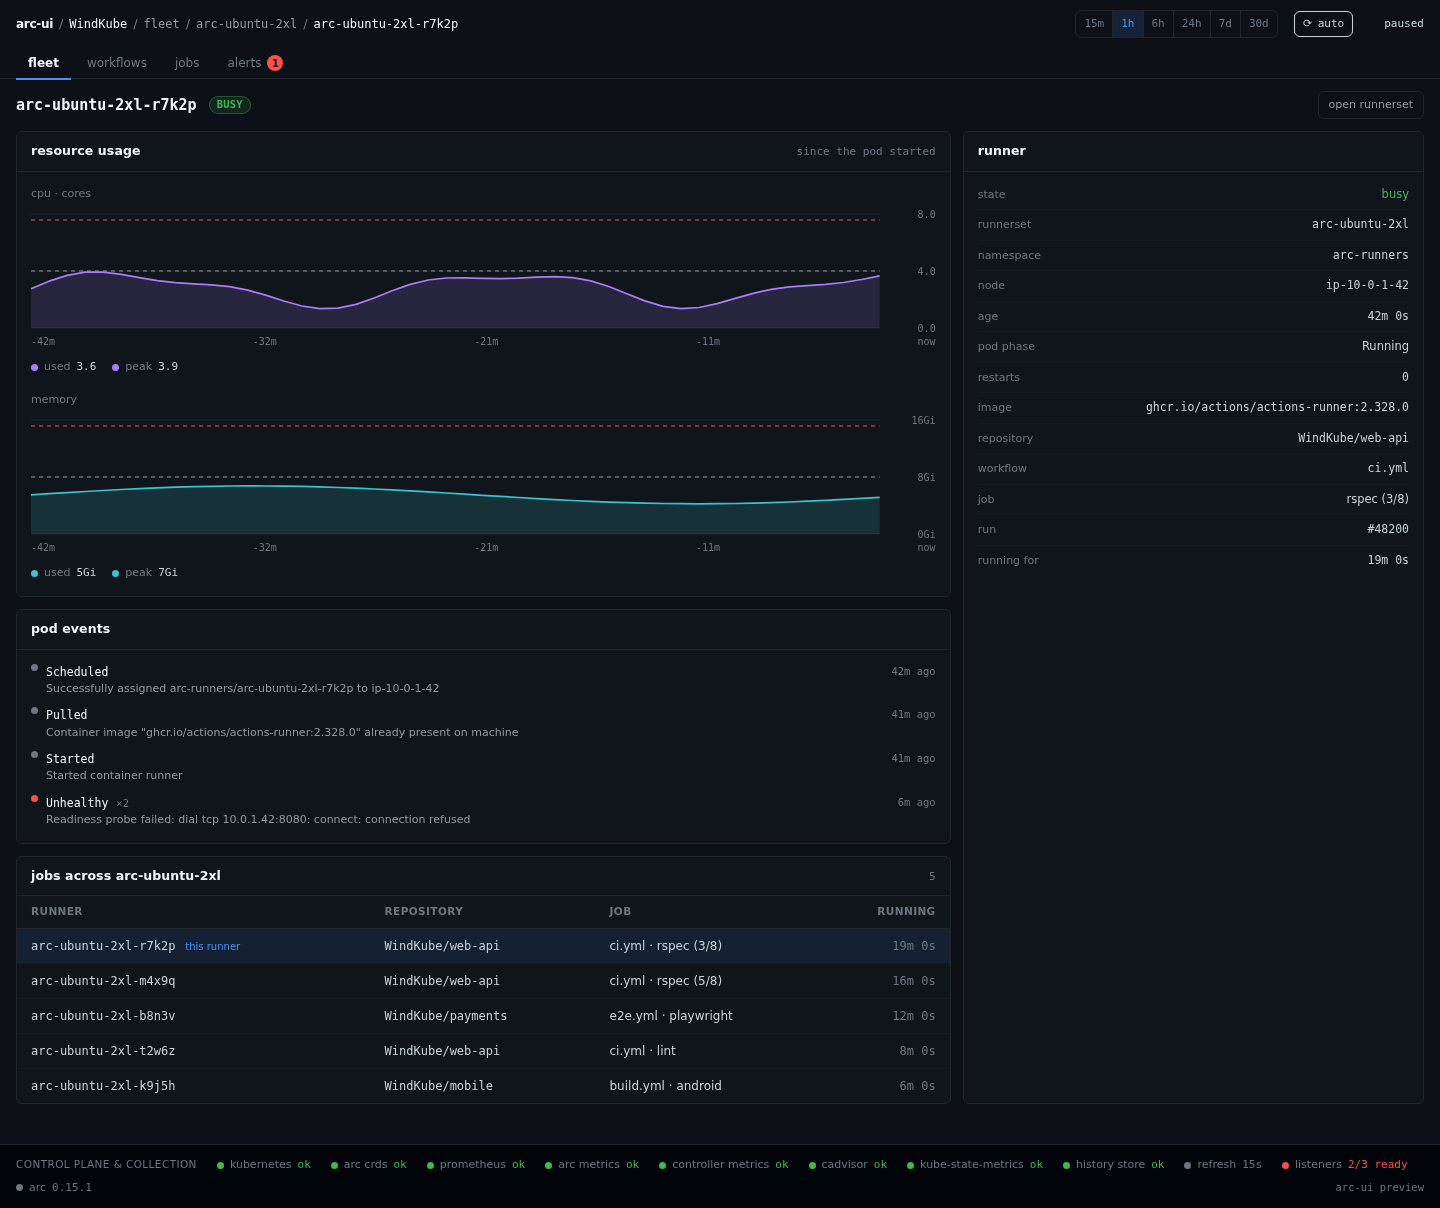 arc-ui / WindKube / fleet / arc-ubuntu-2xl / arc-ubuntu-2xl-r7k2p
15m 1h 6h 24h 7d 30d ⟳ auto paused
fleet workflows jobs alerts 1
arc-ubuntu-2xl-r7k2p BUSY open runnerset
resource usage since the pod started
cpu · cores
8.0
4.0
0.0
-42m -32m -21m -11m now
used 3.6 peak 3.9
memory
16Gi
8Gi
0Gi
-42m -32m -21m -11m now
used 5Gi peak 7Gi
pod events
Scheduled 42m ago
Successfully assigned arc-runners/arc-ubuntu-2xl-r7k2p to ip-10-0-1-42
Pulled 41m ago
Container image "ghcr.io/actions/actions-runner:2.328.0" already present on machine
Started 41m ago
Started container runner
Unhealthy ×2 6m ago
Readiness probe failed: dial tcp 10.0.1.42:8080: connect: connection refused
jobs across arc-ubuntu-2xl 5
RUNNER REPOSITORY JOB RUNNING
arc-ubuntu-2xl-r7k2p this runner WindKube/web-api ci.yml · rspec (3/8) 19m 0s
arc-ubuntu-2xl-m4x9q WindKube/web-api ci.yml · rspec (5/8) 16m 0s
arc-ubuntu-2xl-b8n3v WindKube/payments e2e.yml · playwright 12m 0s
arc-ubuntu-2xl-t2w6z WindKube/web-api ci.yml · lint 8m 0s
arc-ubuntu-2xl-k9j5h WindKube/mobile build.yml · android 6m 0s
runner
state busy
runnerset arc-ubuntu-2xl
namespace arc-runners
node ip-10-0-1-42
age 42m 0s
pod phase Running
restarts 0
image ghcr.io/actions/actions-runner:2.328.0
repository WindKube/web-api
workflow ci.yml
job rspec (3/8)
run #48200
running for 19m 0s
CONTROL PLANE & COLLECTION kubernetes ok arc crds ok prometheus ok arc metrics ok controller metrics ok cadvisor ok kube-state-metrics ok history store ok refresh 15s listeners 2/3 ready
arc 0.15.1 arc-ui preview